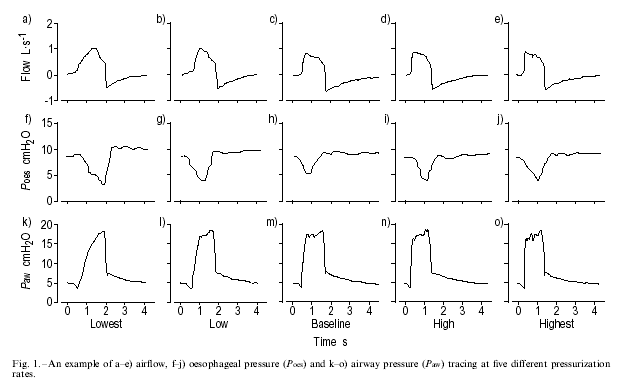 a) b) c) d) e)
Flow L·s-1
2
1
0
-1
f) g) h) i) j)
Poes cmH2O
15
10
5
0
k) l) m) n) o)
Paw cmH2O
20
15
10
5
0
0 1 2 3 4 0 1 2 3 4 0 1 2 3 4 0 1 2 3 4 0 1 2 3 4
Lowest Low Baseline High Highest
Time s
Fig. 1. – An example of a–e) airflow, f-j) oesophageal pressure (Poes) and k–o) airway pressure (Paw) tracing at five different pressurization
rates.